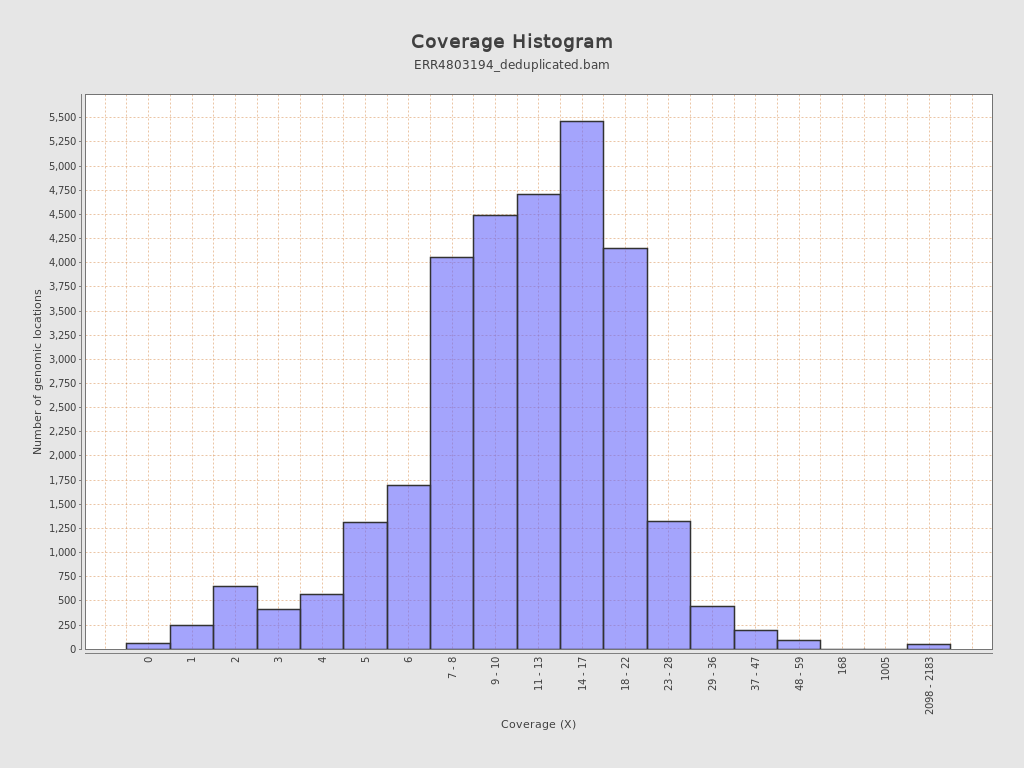 Coverage Histogram
ERR4803194_deduplicated.bam
Number of genomic locations
5,500
5,250
5,000
4,750
4,500
4,250
4,000
3,750
3,500
3,250
3,000
2,750
2,500
2,250
2,000
1,750
1,500
1,250
1,000
750
500
250
0
0
1
2
3
4
5
6
7 - 8
9 - 10
11 - 13
14 - 17
18 - 22
23 - 28
29 - 36
37 - 47
48 - 59
168
1005
2098 - 2183
Coverage (X)